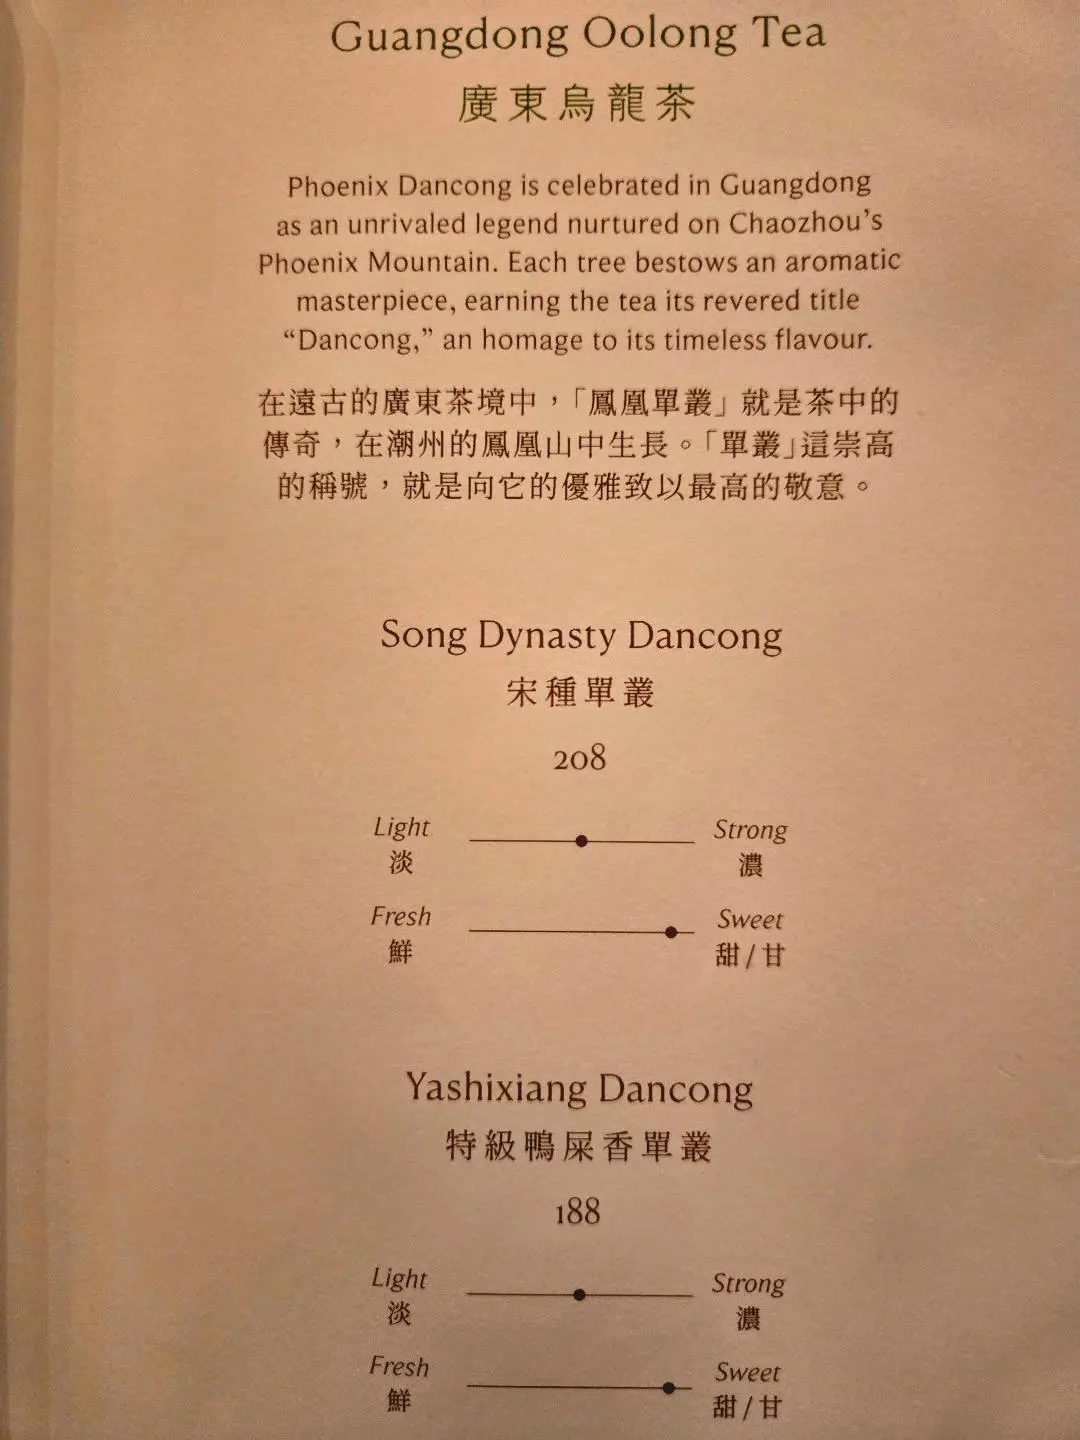 Guangdong Oolong Tea
廣東烏龍茶
Phoenix Dancong is celebrated in Guangdong
as an unrivaled legend nurtured on Chaozhou’s
Phoenix Mountain. Each tree bestows an aromatic
masterpiece, earning the tea its revered title
“Dancong,” an homage to its timeless flavour.
在遠古的廣東茶境中，「鳳凰單叢」就是茶中的
傳奇，在潮州的鳳凰山中生長。「單叢」這崇高
的稱號，就是向它的優雅致以最高的敬意。
Song Dynasty Dancong
宋種單叢
208
Light Strong
淡 濃
Fresh Sweet
鮮 甜/甘
Yashixiang Dancong
特級鴨屎香單叢
188
Light Strong
淡 濃
Fresh Sweet
鮮 甜/甘